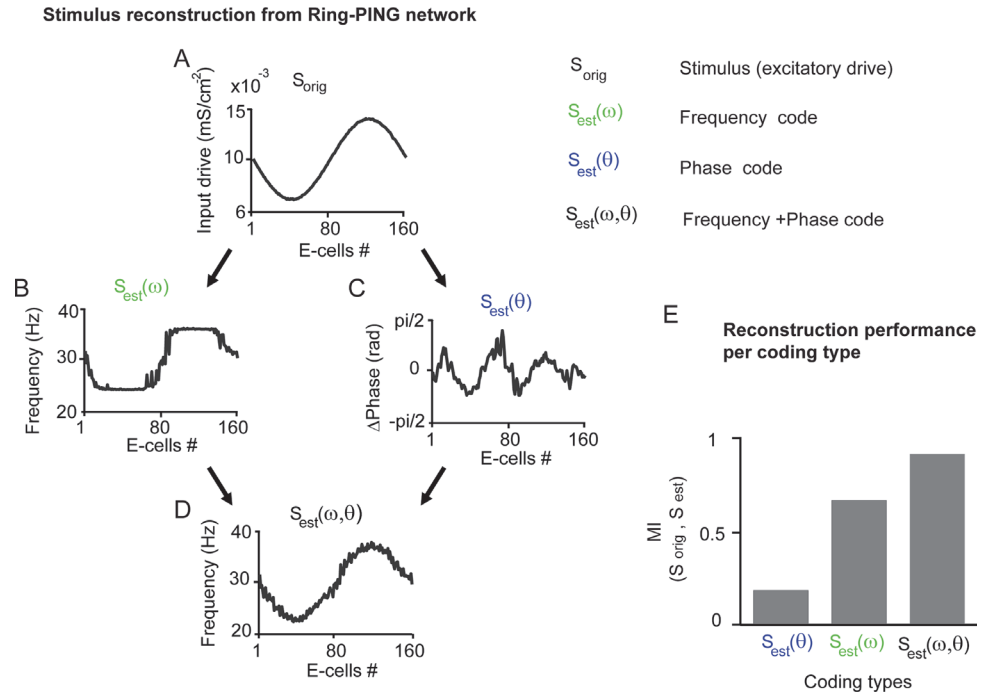 Stimulus reconstruction from Ring-PING network
A
x10-3
Sorig
Input drive (mS/cm-2)
15
10
6
1 80 160
E-cells #
Sorig Stimulus (excitatory drive)
Sest(ω) Frequency code
Sest(θ) Phase code
Sest(ω,θ) Frequency +Phase code
B
Sest(ω)
Frequency (Hz)
40
30
20
1 80 160
E-cells #
C
Sest(θ)
ΔPhase (rad)
pi/2
0
-pi/2
1 80 160
E-cells #
D
Sest(ω,θ)
Frequency (Hz)
40
30
20
1 80 160
E-cells #
E
Reconstruction performance
per coding type
MI
(S orig , S est)
1
0.5
0
Sest(θ) Sest(ω) Sest(ω,θ)
Coding types